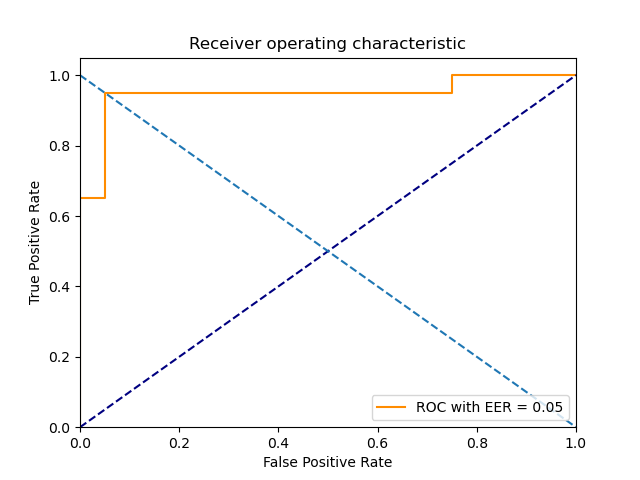 Receiver operating characteristic
True Positive Rate
1.0
0.8
0.6
0.4
0.2
0.0
ROC with EER = 0.05
0.0 0.2 0.4 0.6 0.8 1.0
False Positive Rate